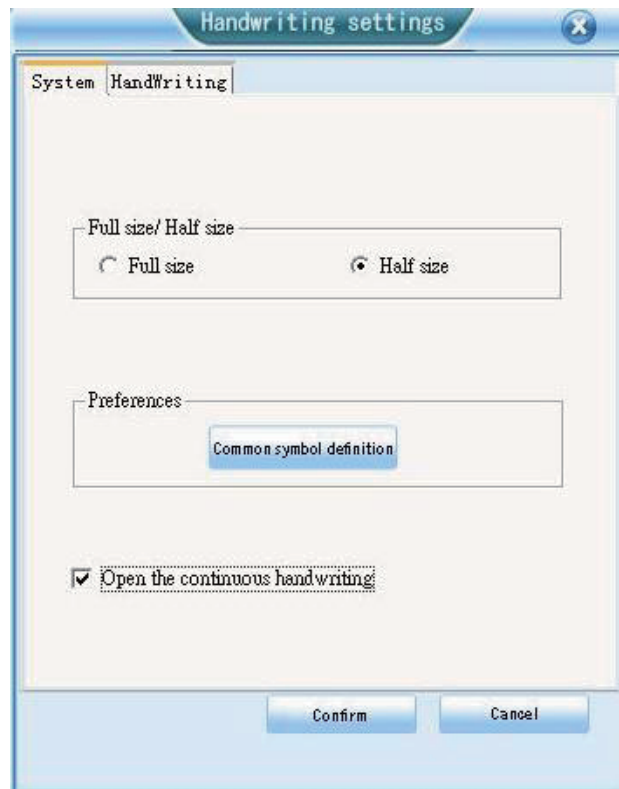 Handwriting settings
System HandWriting
Full size/ Half size
Full size Half size
Preferences
Common symbol definition
Open the continuous handwriting
Confirm Cancel